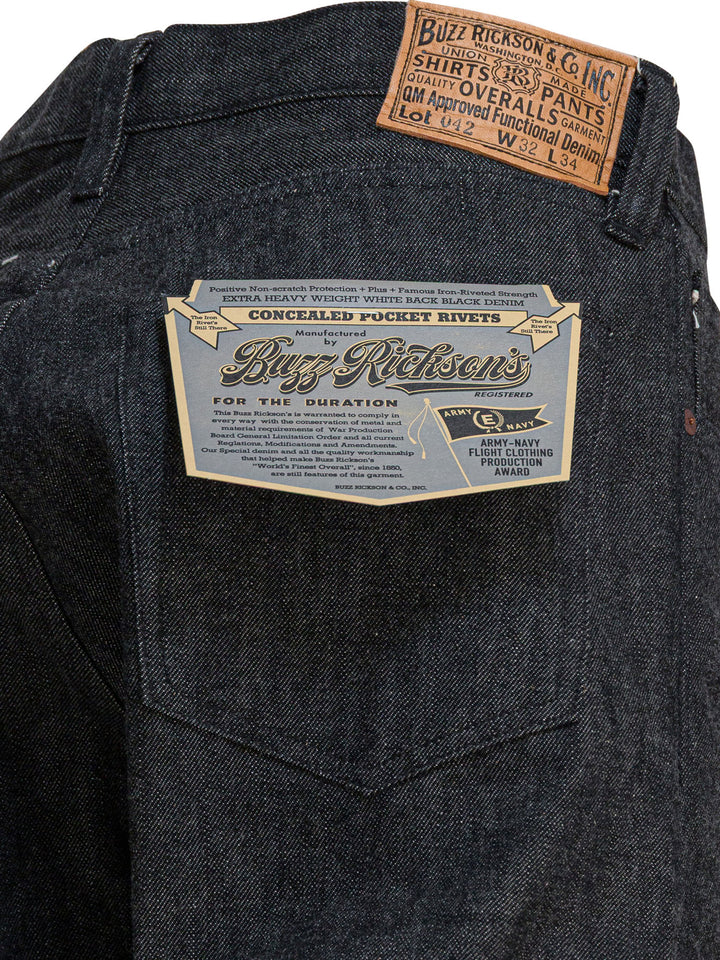 BUZZ RICKSON & Co. INC.
WASHINGTON D.C.
UNION BR MADE
SHIRTS PANTS
QUALITY OVERALLS GARMENT
QM Approved Functional Denim
Lot 042 W 32 L 34
Positive Non-scratch Protection + Plus + Famous Iron-Riveted Strength
EXTRA HEAVY WEIGHT WHITE BACK BLACK DENIM
CONCEALED POCKET RIVETS
The Iron
Rivet's
Still There
The Iron
Rivet's
Still There
Manufactured
by
Buzz Rickson's
REGISTERED
FOR THE DURATION
This Buzz Rickson's is warranted to comply in
every way with the conservation of metal and
material requirements of War Production
Board General Limitation Order and all current
Reglations, Modifications and Amendments.
Our Special denim and all the quality workmanship
that helped make Buzz Rickson's
"World's Finest Overall", since 1850,
are still features of this garment.
BUZZ RICKSON & CO., INC.
ARMY E NAVY
ARMY-NAVY
FLIGHT CLOTHING
PRODUCTION
AWARD